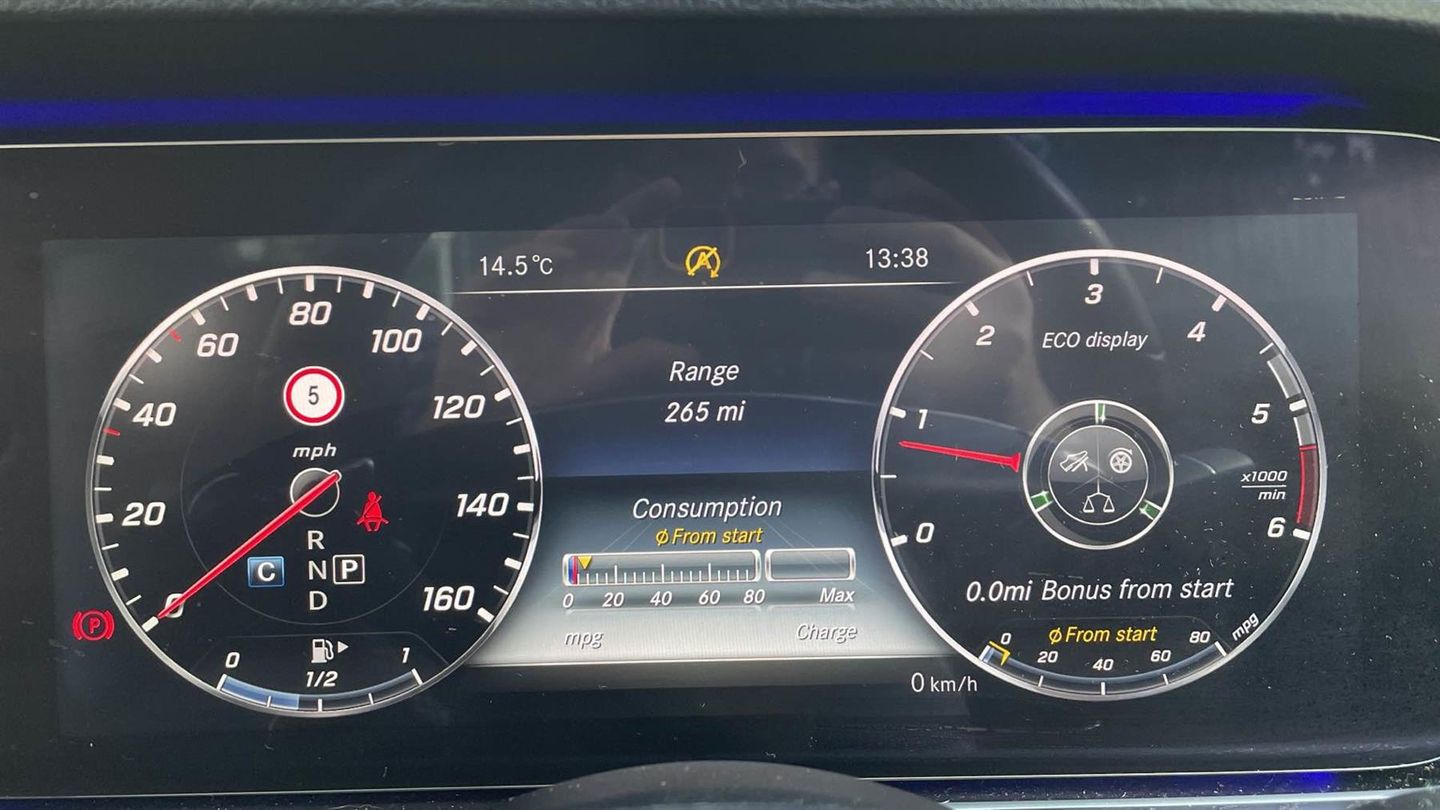 14.5°C
13:38
20
40
60
80
100
120
140
160
0
5
mph
R
N
D
C
P
P
0
1/2
1
Range
265 mi
Consumption
ø From start
0 20 40 60 80
Max
mpg
Charge
0 km/h
0
1
2
3
4
5
6
ECO display
x1000
min
0.0mi Bonus from start
ø From start
0 20 40 60 80
mpg
A